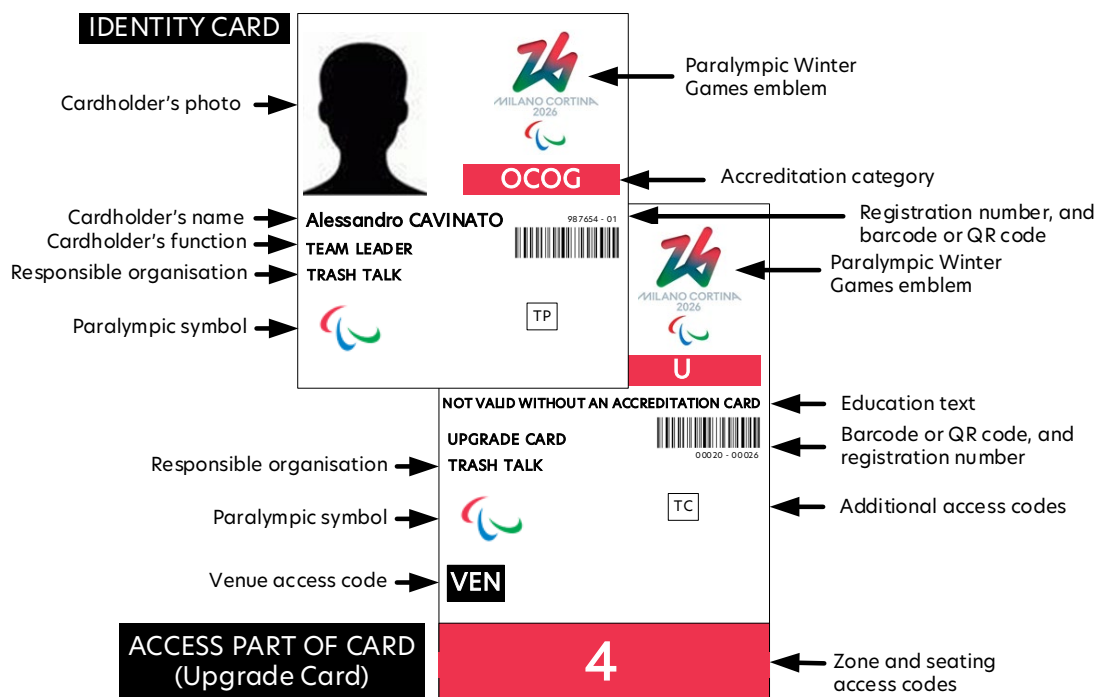 IDENTITY CARD
Cardholder's photo
26
MILANO CORTINA
2026
Paralympic Winter
Games emblem
OCOG
Accreditation category
Cardholder's name
Alessandro CAVINATO
987654 - 01
Registration number, and
barcode or QR code
Cardholder's function
TEAM LEADER
Responsible organisation
TRASH TALK
26
MILANO CORTINA
2026
Paralympic Winter
Games emblem
Paralympic symbol
TP
U
NOT VALID WITHOUT AN ACCREDITATION CARD
Education text
UPGRADE CARD
00020 - 00026
Barcode or QR code, and
registration number
Responsible organisation
TRASH TALK
Paralympic symbol
TC
Additional access codes
Venue access code
VEN
ACCESS PART OF CARD
(Upgrade Card)
4
Zone and seating
access codes